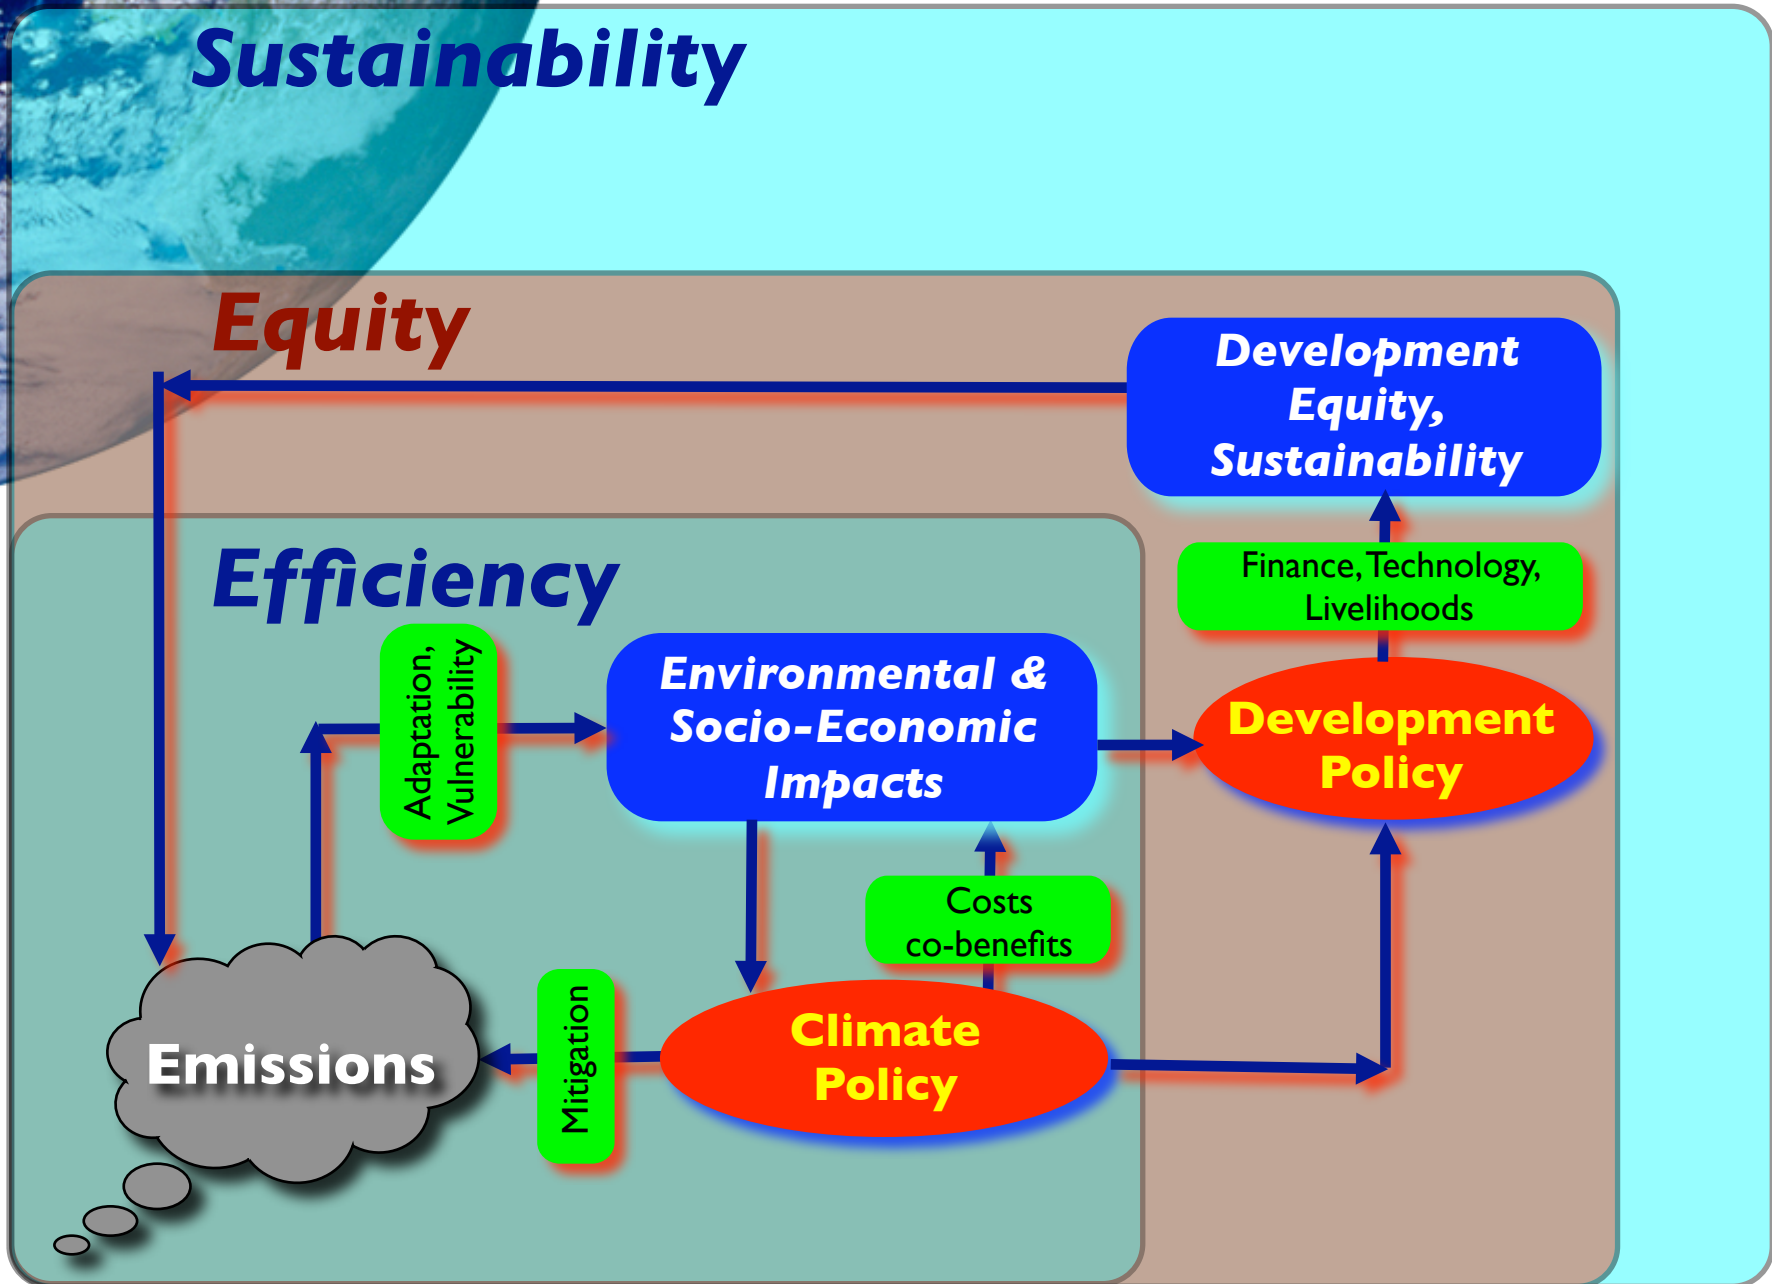 Sustainability
Equity
Development
Equity,
Sustainability
Efficiency
Finance, Technology,
Livelihoods
Adaptation,
Vulnerability
Environmental &
Socio-Economic
Impacts
Development
Policy
Costs
co-benefits
Emissions
Mitigation
Climate
Policy